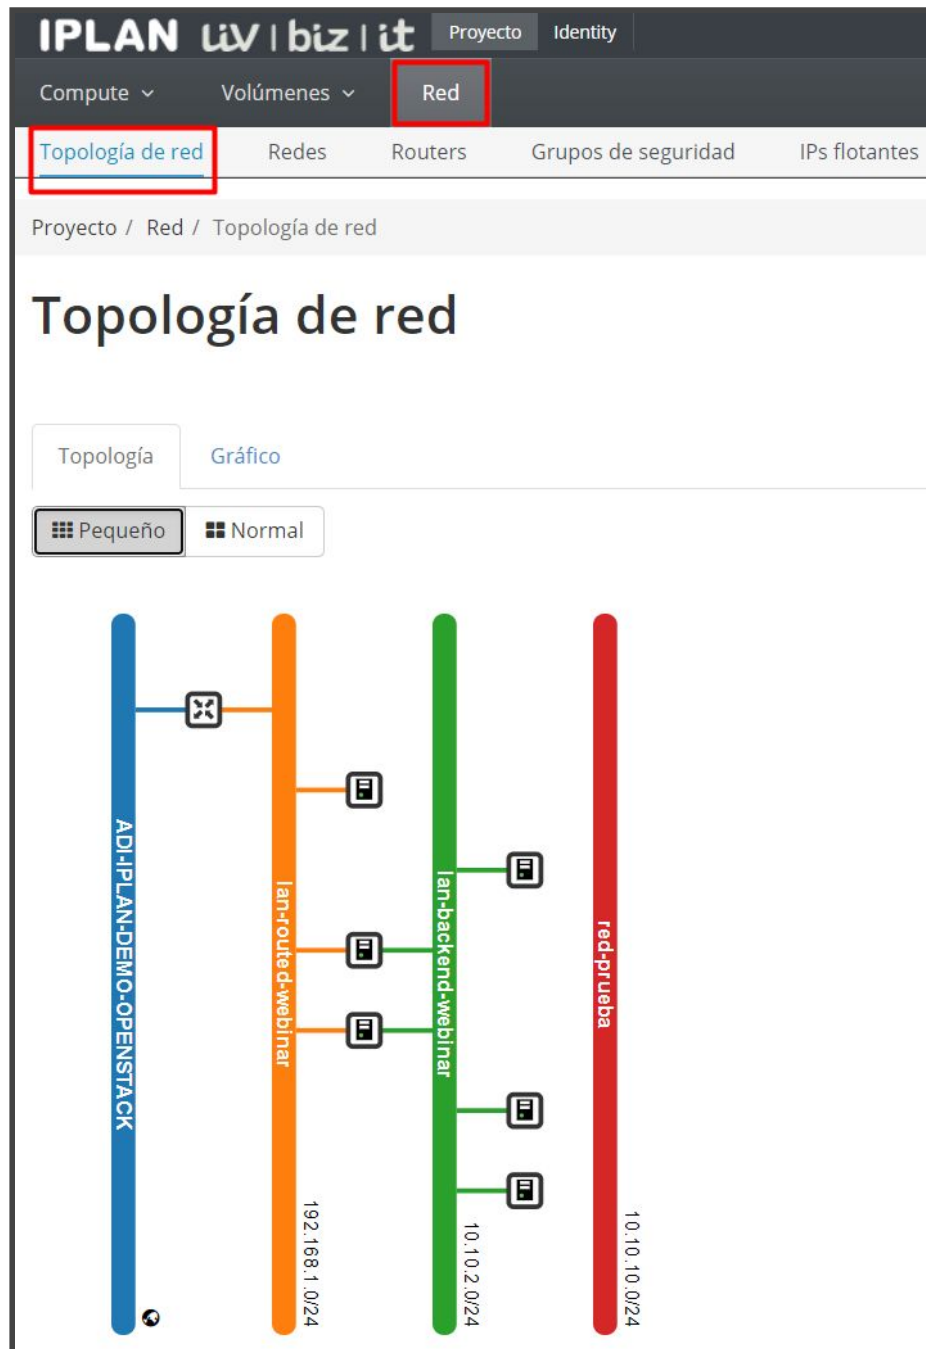 IPLAN liv | biz | it Proyecto Identity
Compute Volúmenes Red
Topología de red Redes Routers Grupos de seguridad IPs flotantes
Proyecto / Red / Topología de red
Topología de red
Topología Gráfico
Pequeño Normal
ADI-IPLAN-DEMO-OPENSTACK
lan-routed-webinar
192.168.1.0/24
lan-backend-webinar
10.10.2.0/24
red-prueba
10.10.10.0/24